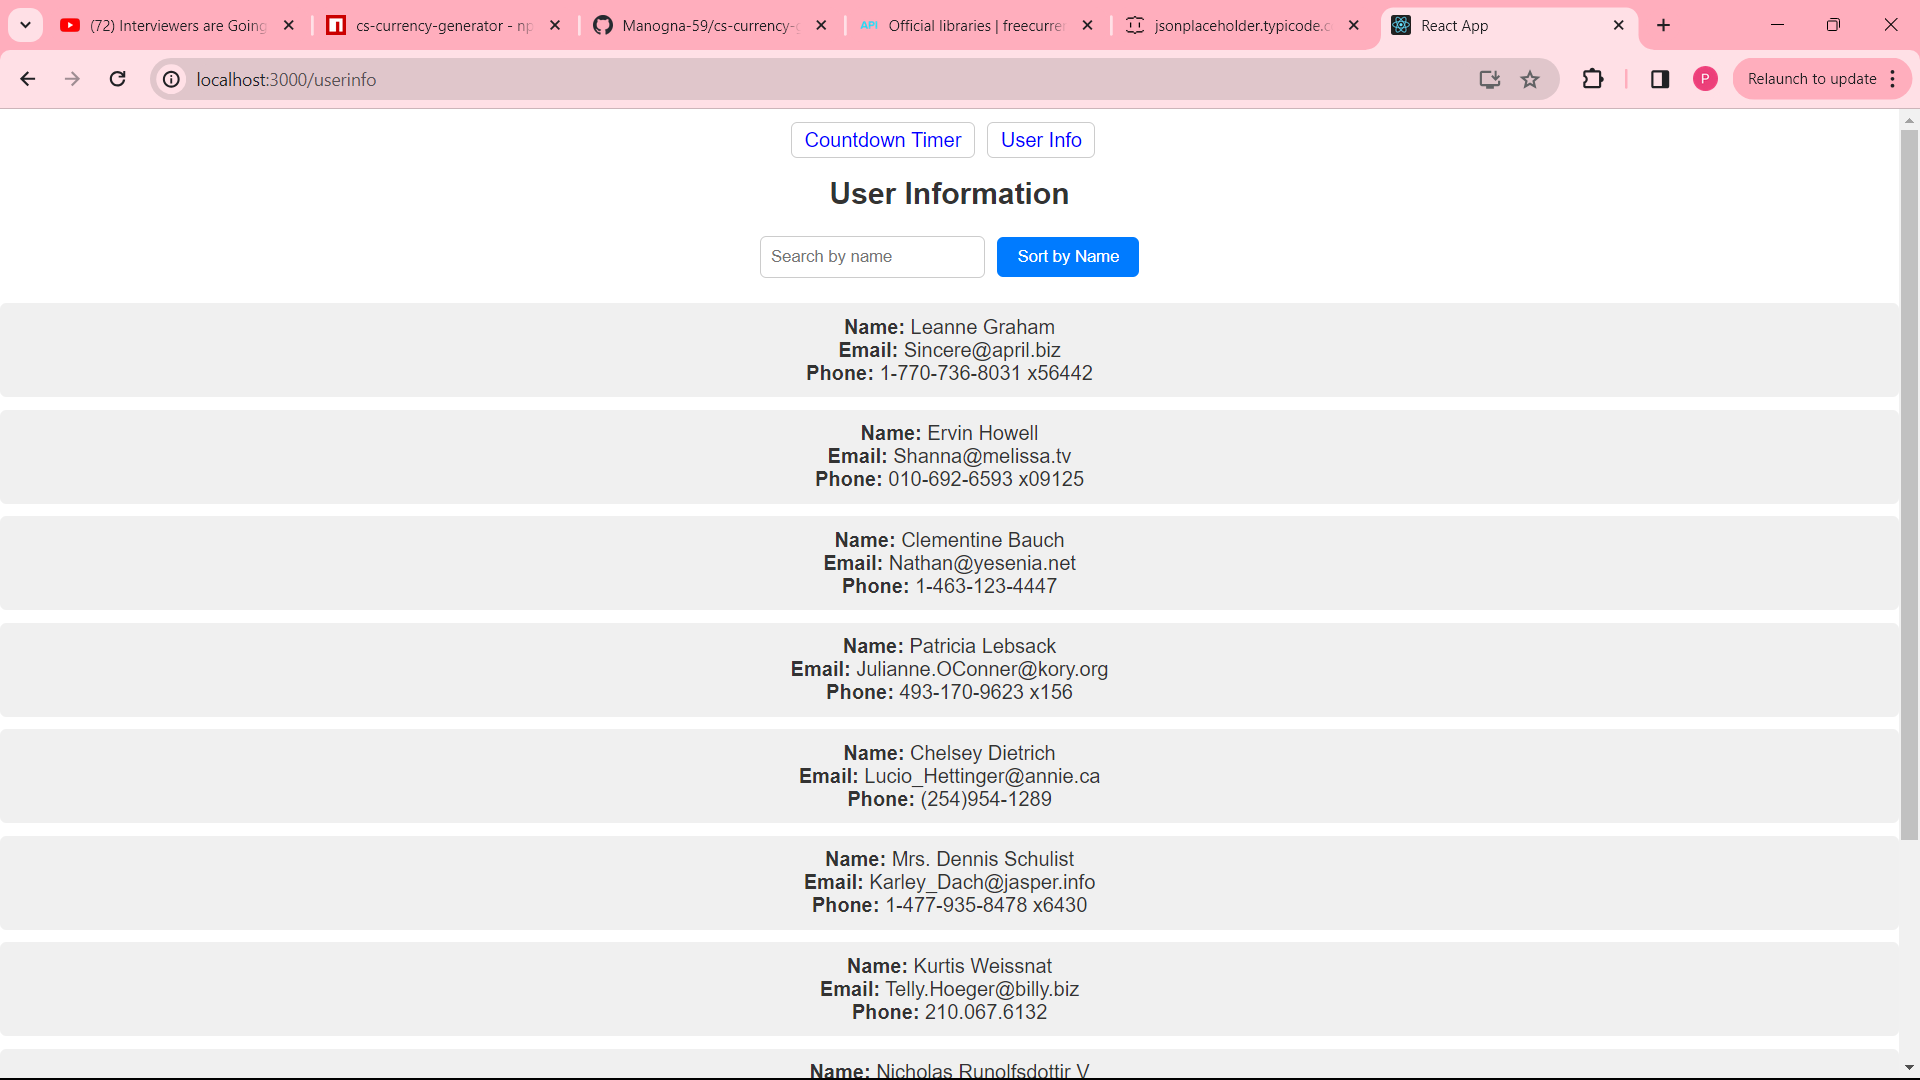 (72) Interviewers are Going
cs-currency-generator - np
Manogna-59/cs-currency-g
API Official libraries | freecurre
jsonplaceholder.typicode.c
React App
localhost:3000/userinfo
P
Relaunch to update
Countdown Timer
User Info
User Information
Search by name
Sort by Name
Name: Leanne Graham
Email: Sincere@april.biz
Phone: 1-770-736-8031 x56442
Name: Ervin Howell
Email: Shanna@melissa.tv
Phone: 010-692-6593 x09125
Name: Clementine Bauch
Email: Nathan@yesenia.net
Phone: 1-463-123-4447
Name: Patricia Lebsack
Email: Julianne.OConner@kory.org
Phone: 493-170-9623 x156
Name: Chelsey Dietrich
Email: Lucio_Hettinger@annie.ca
Phone: (254)954-1289
Name: Mrs. Dennis Schulist
Email: Karley_Dach@jasper.info
Phone: 1-477-935-8478 x6430
Name: Kurtis Weissnat
Email: Telly.Hoeger@billy.biz
Phone: 210.067.6132
Name: Nicholas Runolfsdottir V